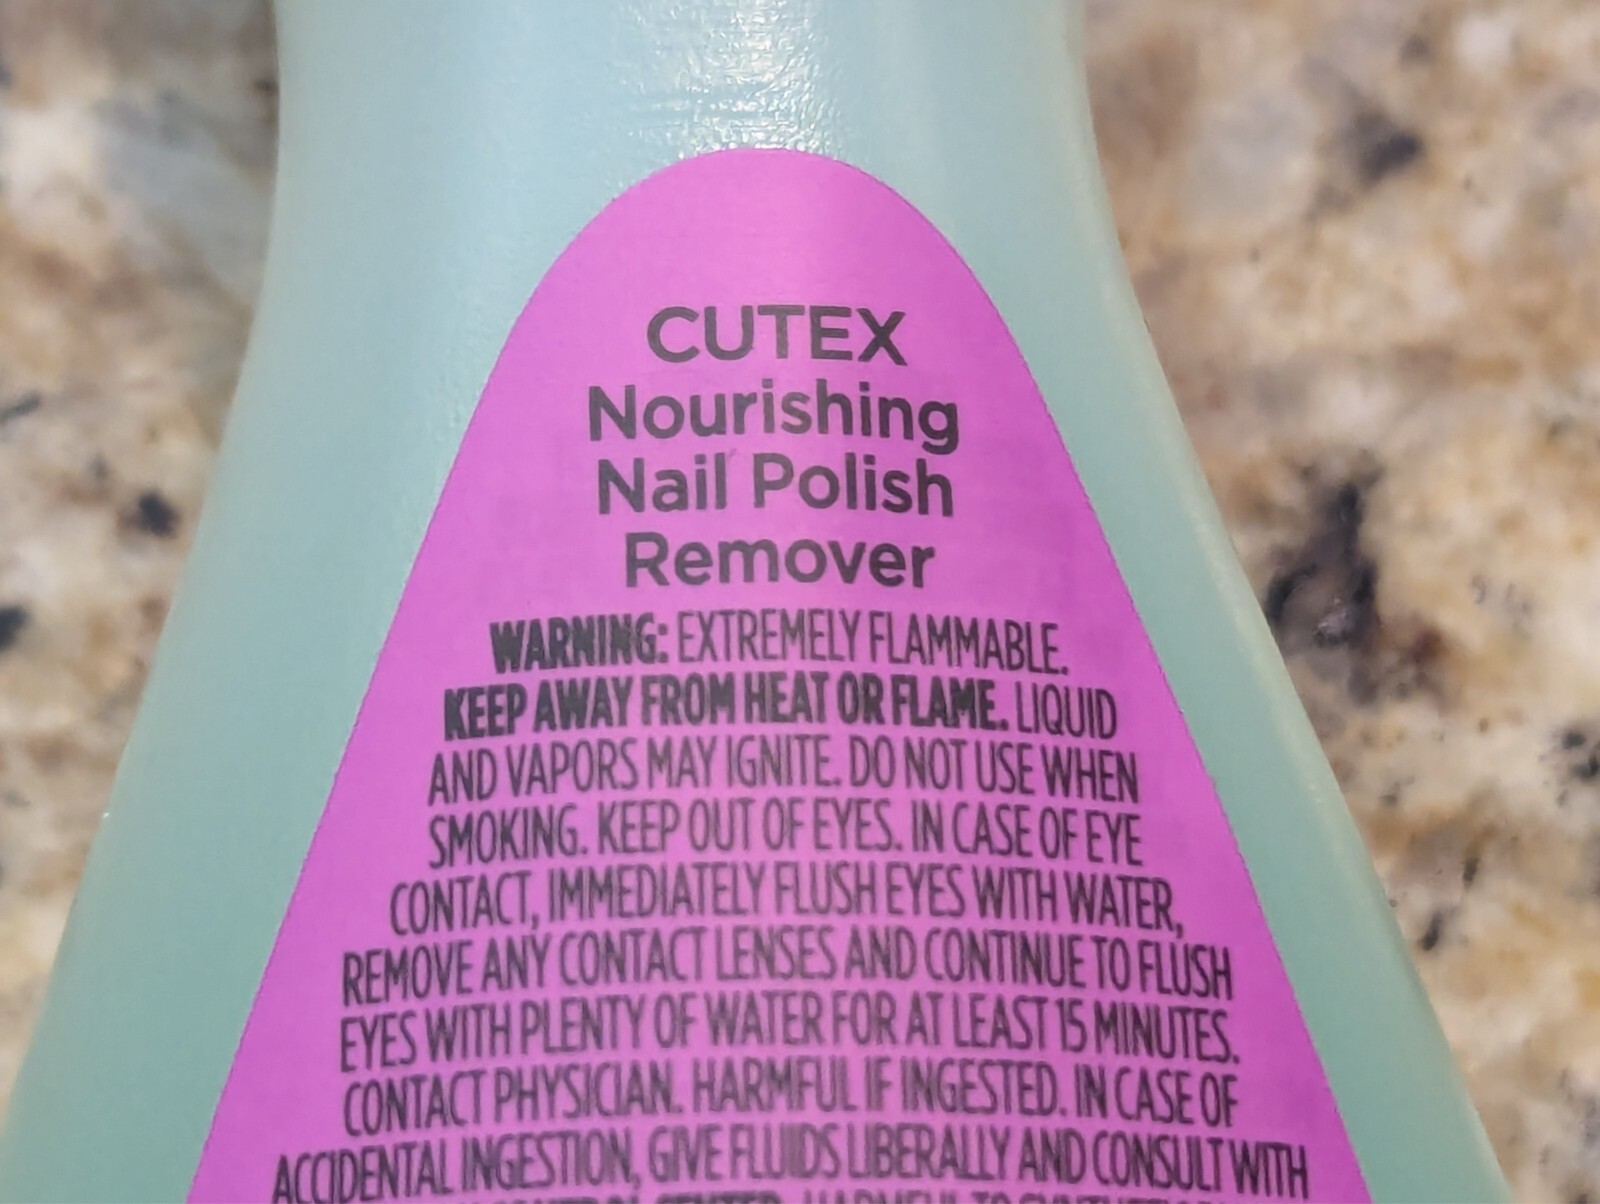 CUTEX
Nourishing
Nail Polish
Remover
WARNING: EXTREMELY FLAMMABLE.
KEEP AWAY FROM HEAT OR FLAME. LIQUID
AND VAPORS MAY IGNITE. DO NOT USE WHEN
SMOKING. KEEP OUT OF EYES. IN CASE OF EYE
CONTACT, IMMEDIATELY FLUSH EYES WITH WATER,
REMOVE ANY CONTACT LENSES AND CONTINUE TO FLUSH
EYES WITH PLENTY OF WATER FOR AT LEAST 15 MINUTES.
CONTACT PHYSICIAN. HARMFUL IF INGESTED. IN CASE OF
ACCIDENTAL INGESTION, GIVE FLUIDS LIBERALLY AND CONSULT WITH